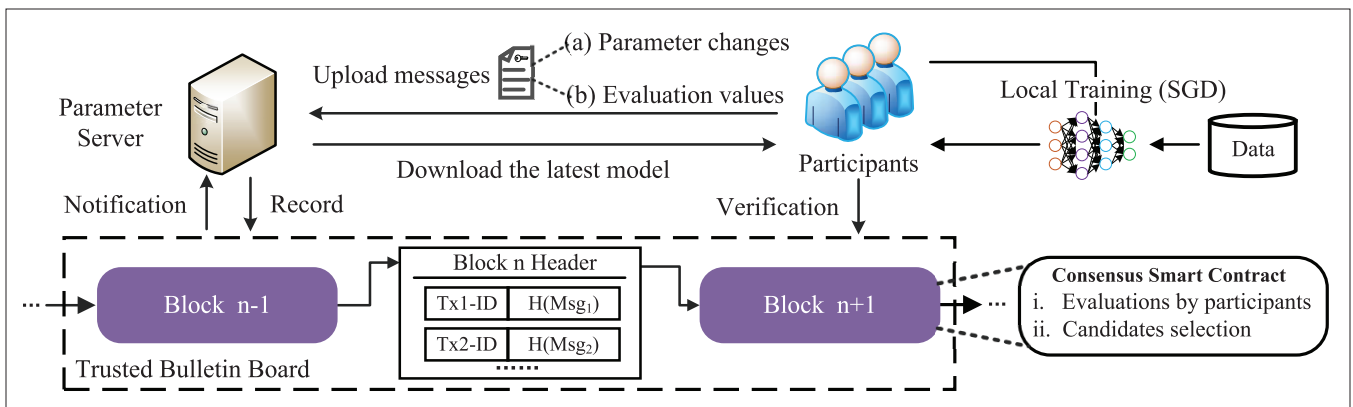 (a) Parameter changes
Upload messages
(b) Evaluation values
Parameter
Server
Download the latest model
Participants
Local Training (SGD)
Data
Notification
Record
Verification
Block n-1
Block n Header
Tx1-ID H(Msg₁)
Tx2-ID H(Msg₂)
······
Block n+1
...
...
Trusted Bulletin Board
Consensus Smart Contract
i. Evaluations by participants
ii. Candidates selection